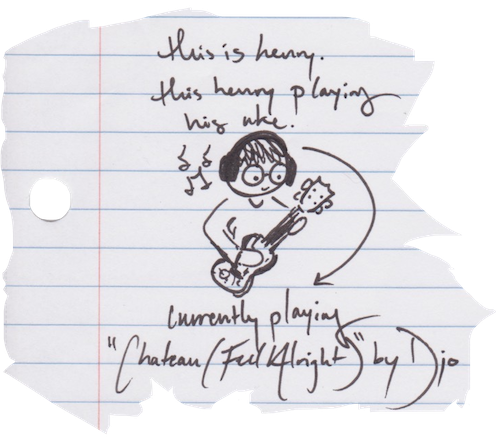 this is henry.
this henry playing
his uke.
currently playing
"Chateau (Feel Alright)" by Djo